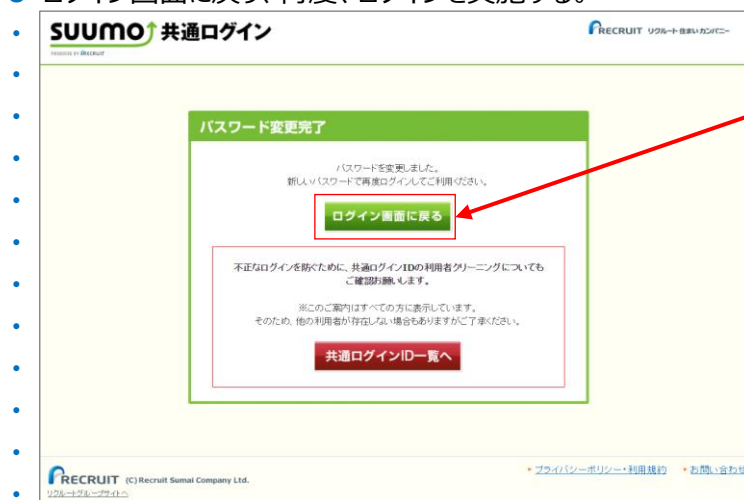 ログイン画面に戻り、再度、ログインを実施する。
SUUMO 共通ログイン
PRODUCE BY RECRUIT
RECRUIT リクルート住まいカンパニー
パスワード変更完了
パスワードを変更しました。
新しいパスワードで再度ログインしてご利用ください。
ログイン画面に戻る
不正なログインを防ぐために、共通ログインIDの利用者クリーニングについても
ご確認お願いします。
※このご案内はすべての方に表示しています。
そのため、他の利用者が存在しない場合もありますがご了承ください。
共通ログインID一覧へ
RECRUIT (C) Recruit Sumai Company Ltd.
リクルートグループサイトへ
プライバシーポリシー・利用規約
お問い合わせ